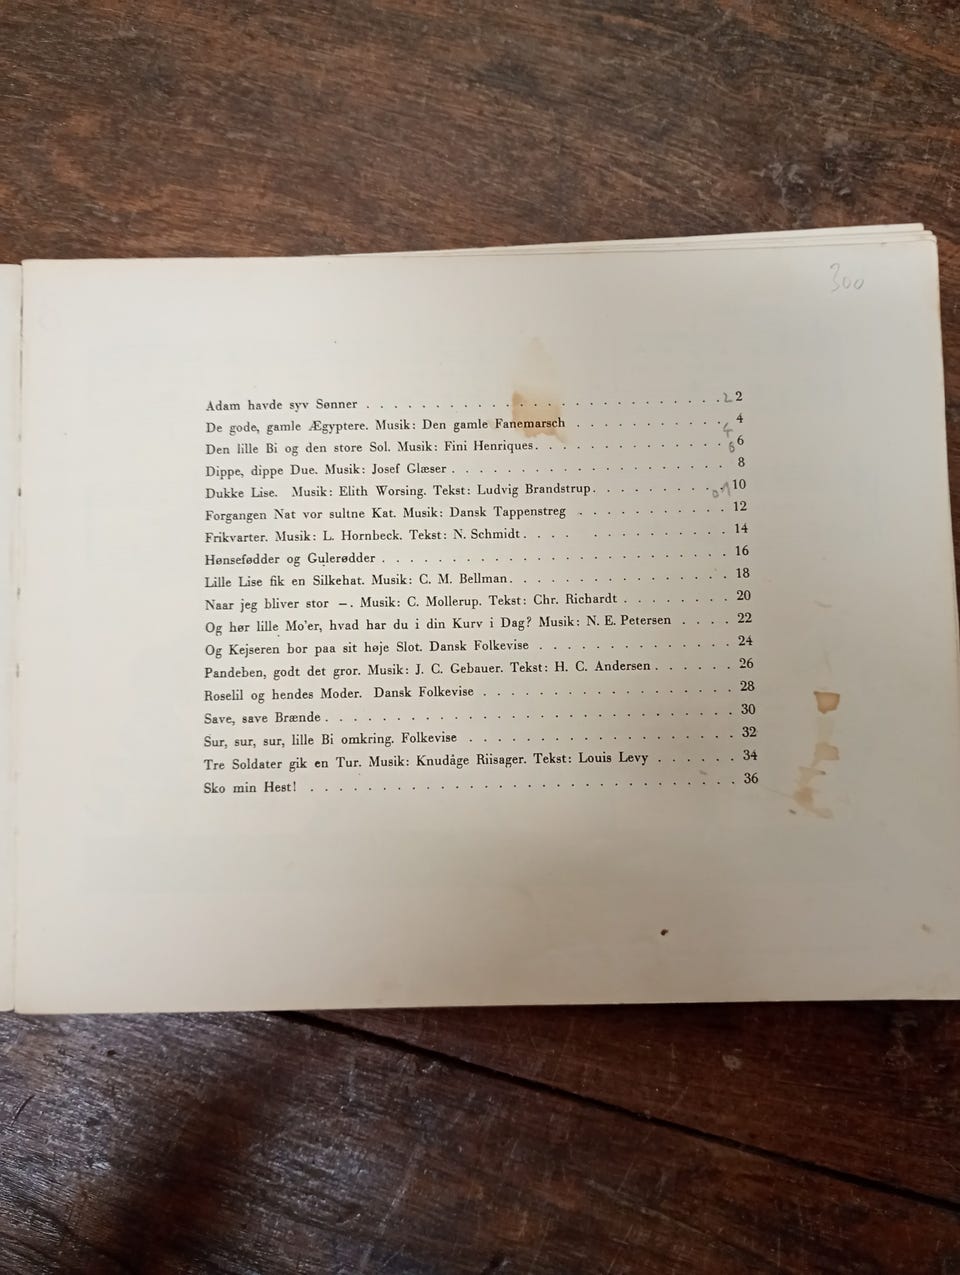 300
Adam havde syv Sønner . . . . . . . . . . . . . . . . . . . . . . . . . 2 2
De gode, gamle Ægyptere. Musik: Den gamle Fanemarsch . . . . . . . . . . 4 4
Den lille Bi og den store Sol. Musik: Fini Henriques. . . . . . . . . . . . 6 6
Dippe, dippe Due. Musik: Josef Glæser . . . . . . . . . . . . . . . . . 8
Dukke Lise. Musik: Elith Worsing. Tekst: Ludvig Brandstrup. . . . . . . . . 10
Forgangen Nat vor sultne Kat. Musik: Dansk Tappenstreg . . . . . . . . . . 12
Frikvarter. Musik: L. Hornbeck. Tekst: N. Schmidt. . . . . . . . . . . . 14
Hønsefødder og Gulerødder . . . . . . . . . . . . . . . . . . . . . . . 16
Lille Lise fik en Silkehat. Musik: C. M. Bellman. . . . . . . . . . . . . . 18
Naar jeg bliver stor —. Musik: C. Mollerup. Tekst: Chr. Richardt . . . . . . . . 20
Og hør lille Mo'er, hvad har du i din Kurv i Dag? Musik: N. E. Petersen . . . . 22
Og Kejseren bor paa sit høje Slot. Dansk Folkevise . . . . . . . . . . . . . 24
Pandeben, godt det gror. Musik: J. C. Gebauer. Tekst: H. C. Andersen . . . . . . 26
Roselil og hendes Moder. Dansk Folkevise . . . . . . . . . . . . . . . . 28
Save, save Brænde . . . . . . . . . . . . . . . . . . . . . . . . . . 30
Sur, sur, sur, lille Bi omkring. Folkevise . . . . . . . . . . . . . . . . . 32
Tre Soldater gik en Tur. Musik: Knudåge Riisager. Tekst: Louis Levy . . . . . . 34
Sko min Hest! . . . . . . . . . . . . . . . . . . . . . . . . . . . . 36